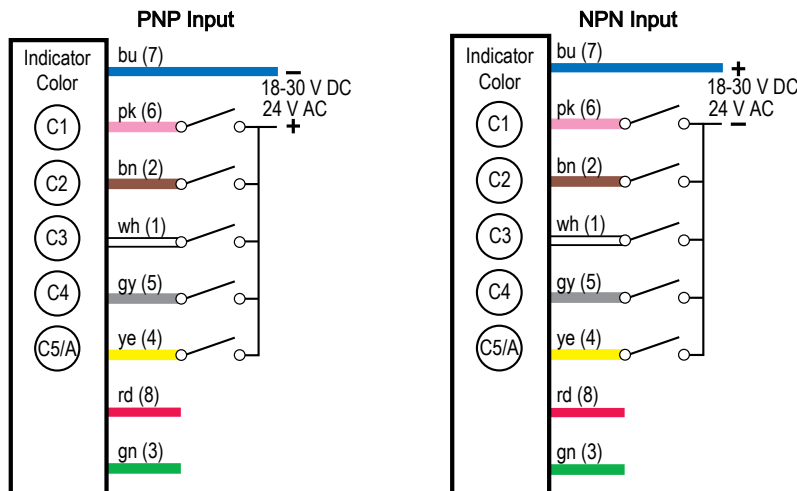 PNP Input
Indicator
Color
bu (7)
−
18-30 V DC
24 V AC
+
C1
pk (6)
C2
bn (2)
C3
wh (1)
C4
gy (5)
C5/A
ye (4)
rd (8)
gn (3)
NPN Input
Indicator
Color
bu (7)
+
18-30 V DC
24 V AC
−
C1
pk (6)
C2
bn (2)
C3
wh (1)
C4
gy (5)
C5/A
ye (4)
rd (8)
gn (3)